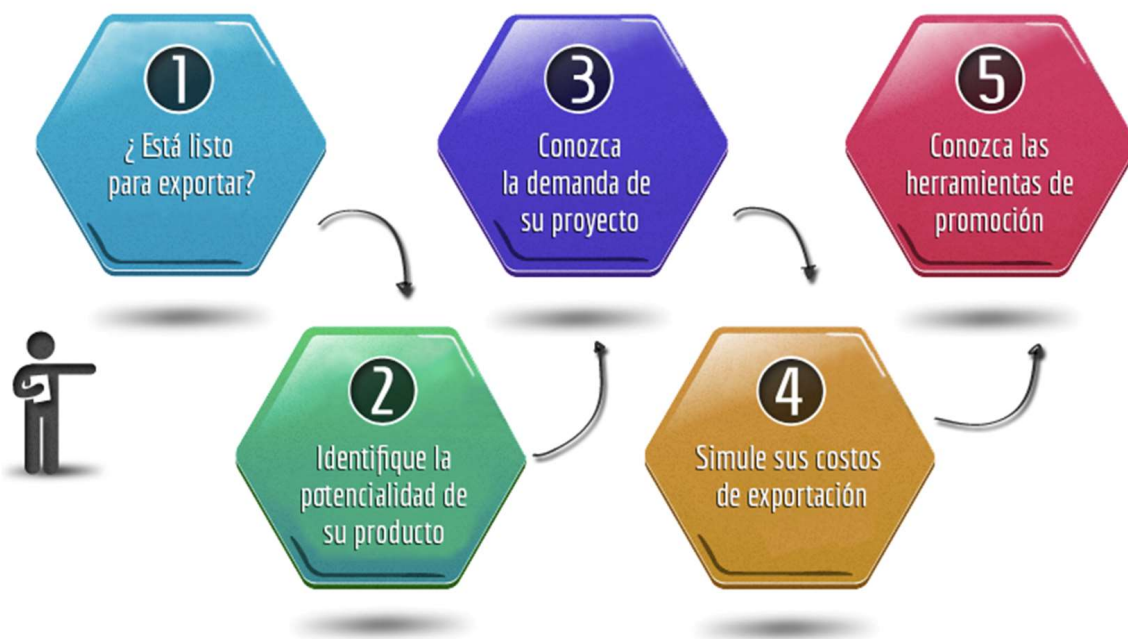 1
¿ Está listo
para exportar?
2
Identifique la
potencialidad de
su producto
3
Conozca
la demanda de
su proyecto
4
Simule sus costos
de exportación
5
Conozca las
herramientas de
promoción